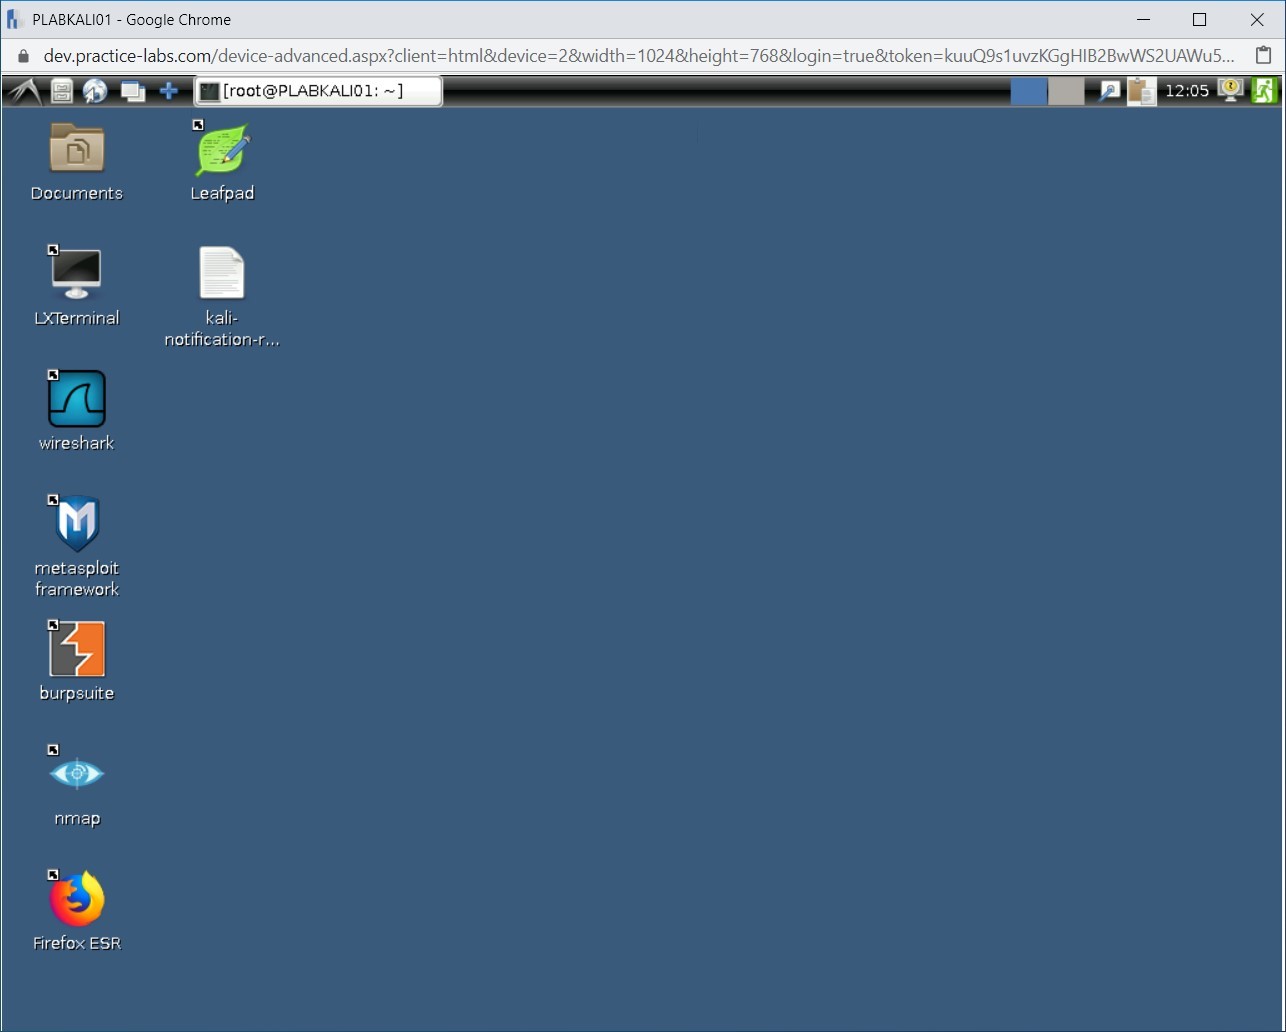 PLABKALI01 - Google Chrome
dev.practice-labs.com/device-advanced.aspx?client=html&device=2&width=1024&height=768&login=true&token=kuuQ9s1uvzKGgHIB2BwWS2UAWu5...
[root@PLABKALI01: ~]
12:05
Documents
Leafpad
LXTerminal
kali-
notification-r...
wireshark
metasploit
framework
burpsuite
nmap
Firefox ESR